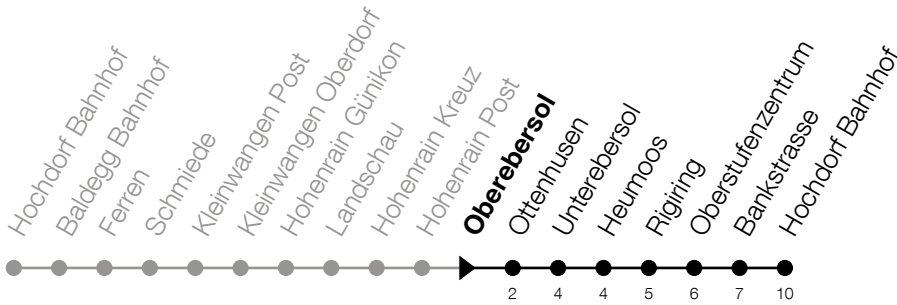 Hochdorf Bahnhof
Baldegg Bahnhof
Ferren
Schmiede
Kleinwangen Post
Kleinwangen Oberdorf
Hohenrain Günikon
Landschau
Hohenrain Kreuz
Hohenrain Post
Oberebersol
Ottenhusen
Unterebersol
Heumoos
Rigiring
Oberstufenzentrum
Bankstrasse
Hochdorf Bahnhof
2 4 4 5 6 7 10